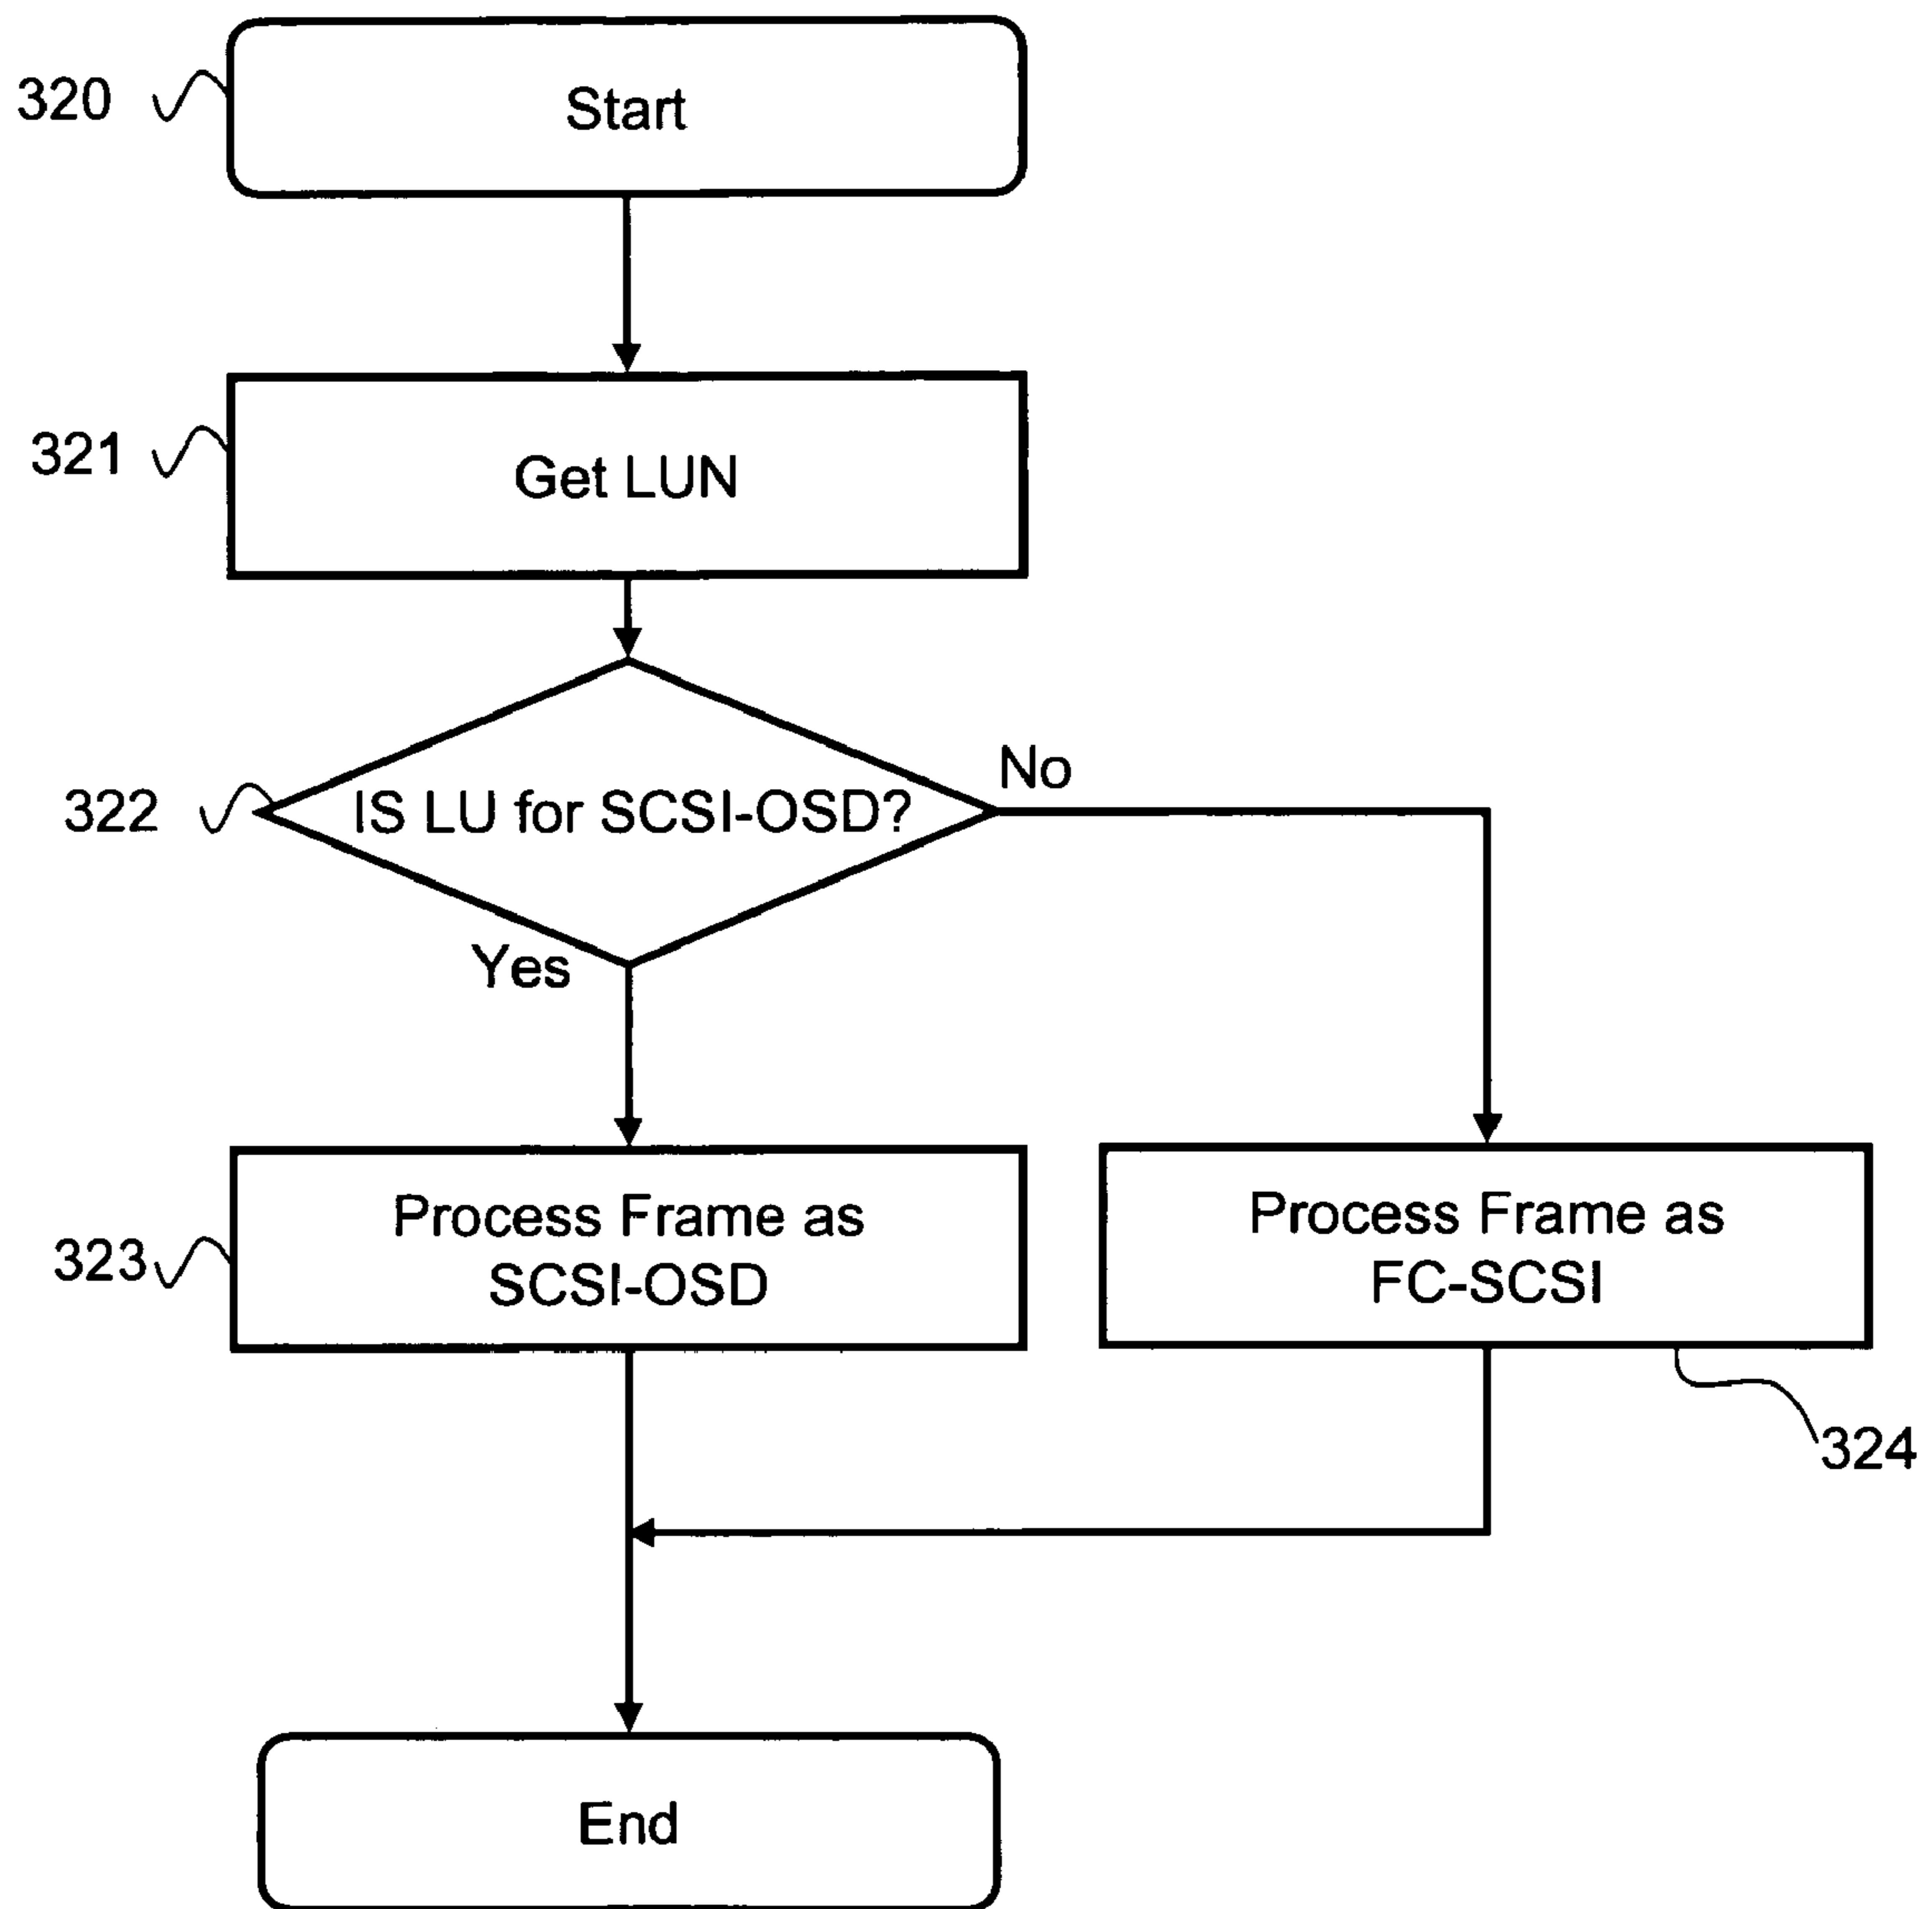 320
Start
321
Get LUN
322
IS LU for SCSI-OSD?
No
Yes
323
Process Frame as
SCSI-OSD
Process Frame as
FC-SCSI
324
End